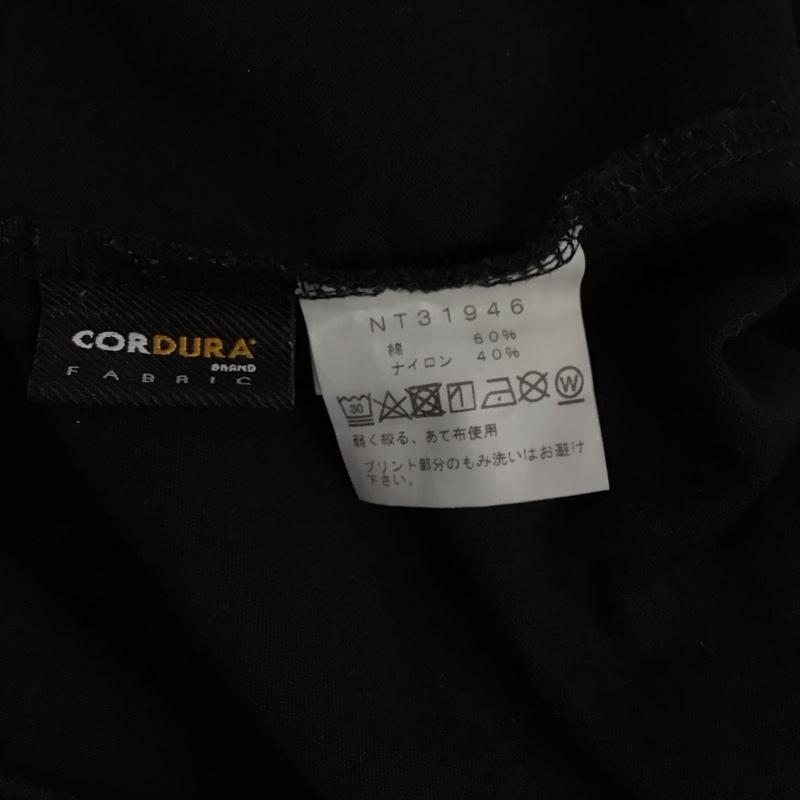 CORDURA
BRAND
FABRIC
NT31946
綿 60%
ナイロン 40%
30 W
弱く絞る、あて布使用
プリント部分のもみ洗いはお避け
下さい。